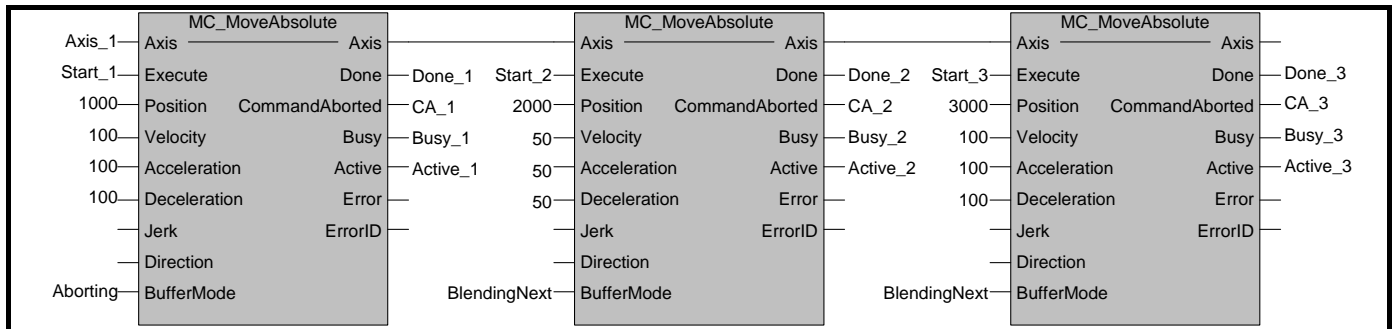 MC_MoveAbsolute MC_MoveAbsolute MC_MoveAbsolute
Axis_1 Axis Axis Axis Axis Axis Axis
Start_1 Execute Done Done_1 Start_2 Execute Done Done_2 Start_3 Execute Done Done_3
1000 Position CommandAborted CA_1 2000 Position CommandAborted CA_2 3000 Position CommandAborted CA_3
100 Velocity Busy Busy_1 50 Velocity Busy Busy_2 100 Velocity Busy Busy_3
100 Acceleration Active Active_1 50 Acceleration Active Active_2 100 Acceleration Active Active_3
100 Deceleration Error 50 Deceleration Error 100 Deceleration Error
Jerk ErrorID Jerk ErrorID Jerk ErrorID
Direction Direction Direction
Aborting BufferMode BlendingNext BufferMode BlendingNext BufferMode